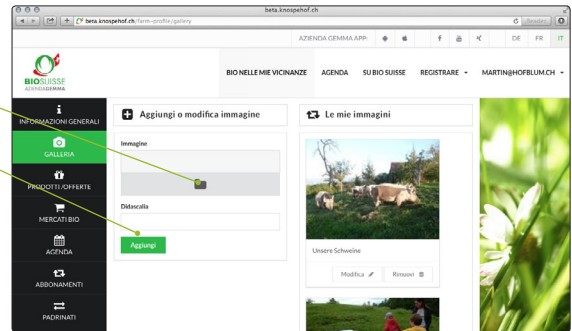 beta.knospehof.ch
beta.knospehof.ch/farm-profile/gallery
Reader
AZIENDA GEMMA APP:
DE FR IT
BIOSUISSE
AZIENDAGEMMA
BIO NELLE MIE VICINANZE AGENDA SU BIO SUISSE REGISTRARE MARTIN@HOFBLUM.CH
INFORMAZIONI GENERALI
GALLERIA
PRODOTTI /OFFERTE
MERCATI BIO
AGENDA
ABBONAMENTI
PADRINATI
Aggiungi o modifica immagine
Immagine
Didascalia
Aggiungi
Le mie immagini
Unsere Schweine
Modifica Rimuovi